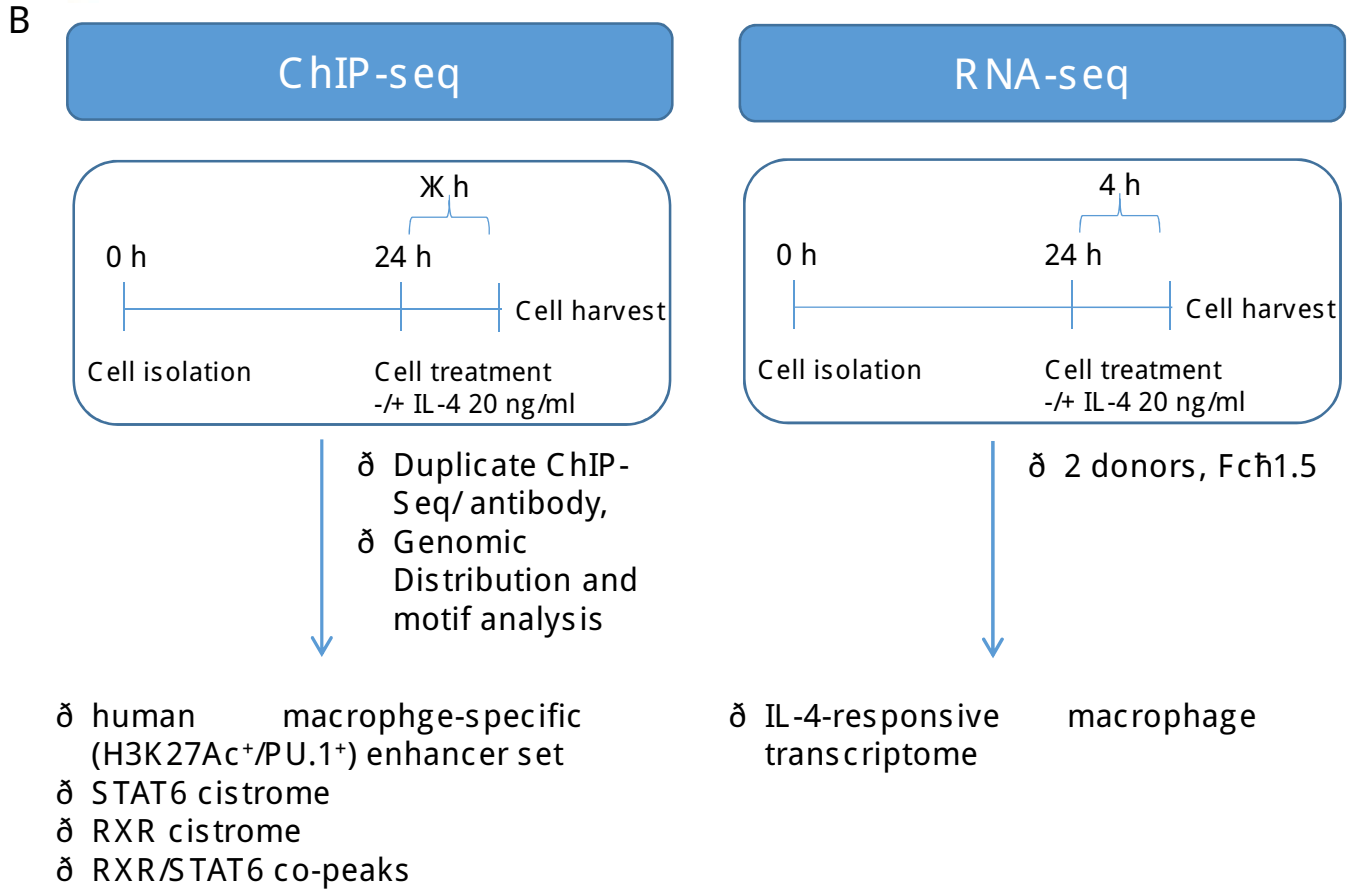 B
ChIP-seq
RNA-seq
Ж h
0 h
24 h
Cell harvest
Cell isolation
Cell treatment
-/+ IL-4 20 ng/ml
4 h
0 h
24 h
Cell harvest
Cell isolation
Cell treatment
-/+ IL-4 20 ng/ml
ð Duplicate ChIP-
Seq/antibody,
ð Genomic
Distribution and
motif analysis
ð 2 donors, Fcħ1.5
ð human macrophge-specific
(H3K27Ac⁺/PU.1⁺) enhancer set
ð STAT6 cistrome
ð RXR cistrome
ð RXR/STAT6 co-peaks
ð IL-4-responsive macrophage
transcriptome